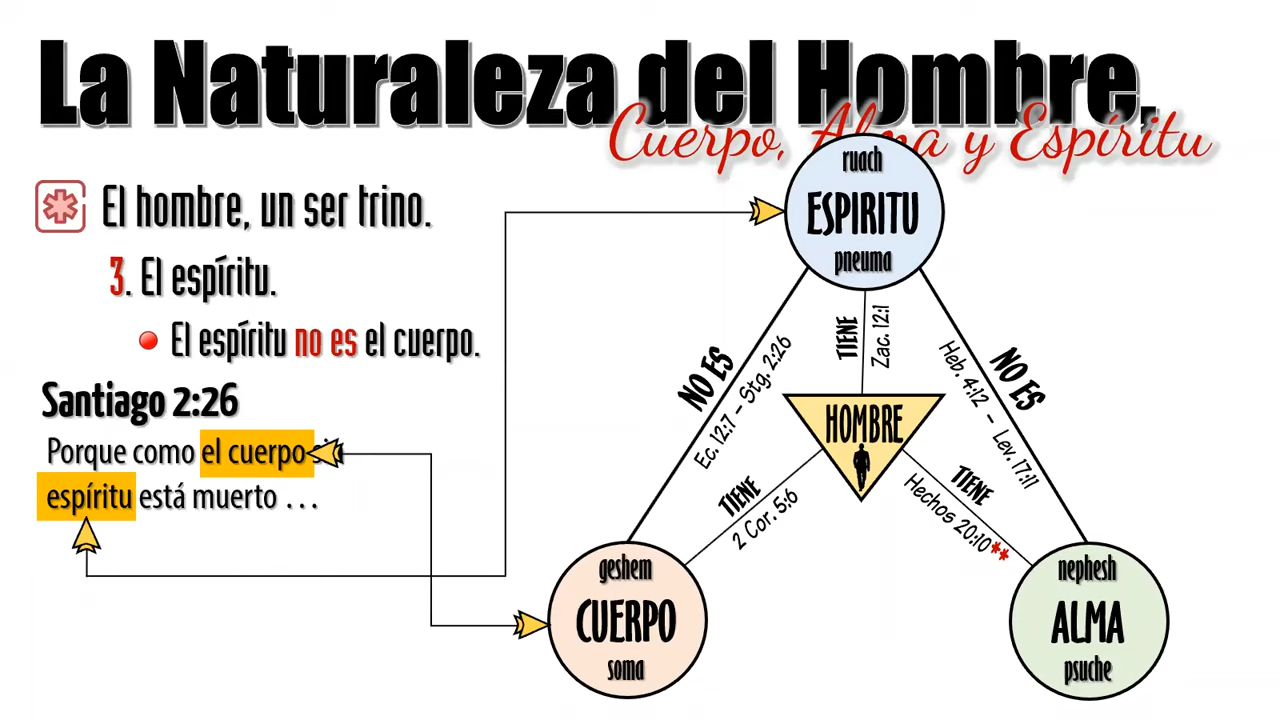 La Naturaleza del Hombre.
Cuerpo, Alma y Espíritu
El hombre, un ser trino.
3. El espíritu.
El espíritu no es el cuerpo.
Santiago 2:26
Porque como el cuerpo sin
espíritu está muerto …
ruach
ESPIRITU
pneuma
NO ES
Ec. 12:7 – Stg. 2:26
TIENE
Zac. 12:1
NO ES
Heb. 4:12 – Lev. 17:11
HOMBRE
TIENE
2 Cor. 5:6
TIENE
Hechos 20:10**
geshem
CUERPO
soma
nephesh
ALMA
psuche